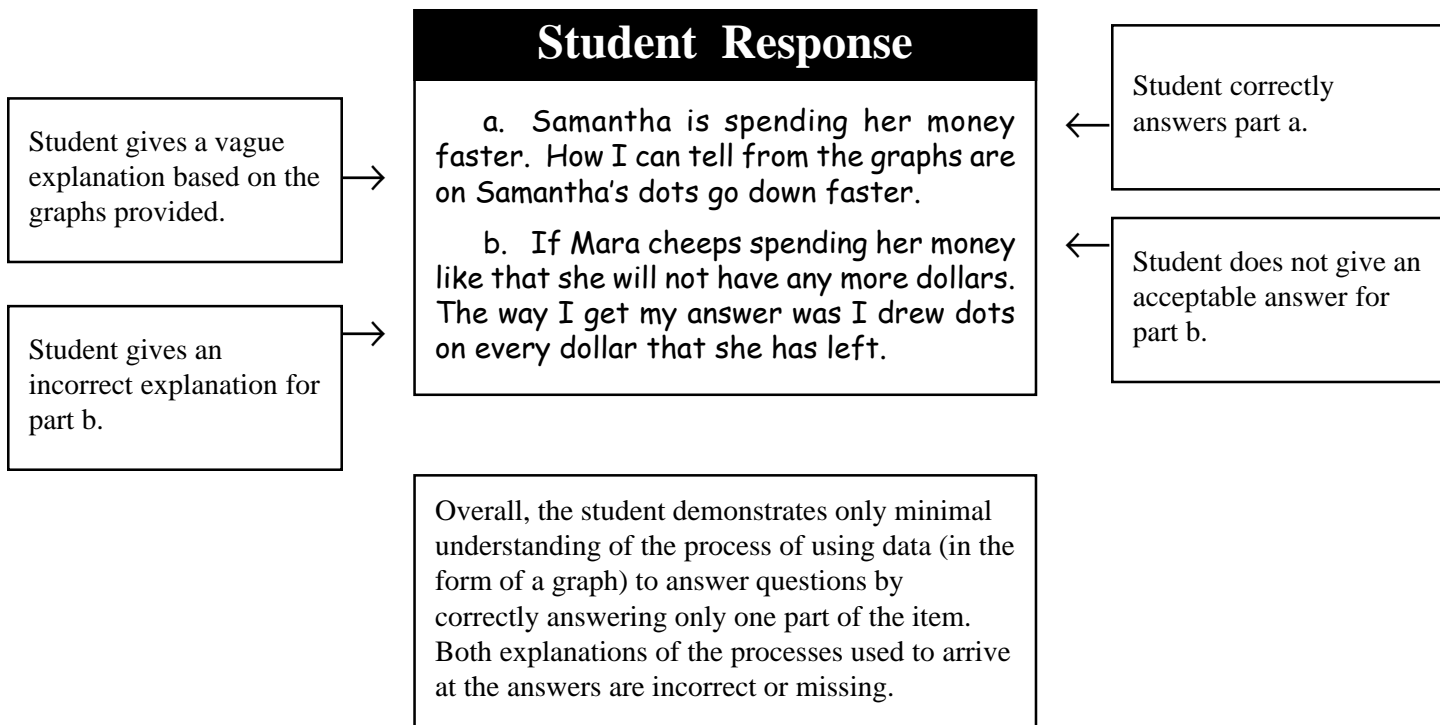 Student Response
Student gives a vague
explanation based on the
graphs provided.
Student gives an
incorrect explanation for
part b.
a. Samantha is spending her money
faster. How I can tell from the graphs are
on Samantha's dots go down faster.
b. If Mara cheeps spending her money
like that she will not have any more dollars.
The way I get my answer was I drew dots
on every dollar that she has left.
Student correctly
answers part a.
Student does not give an
acceptable answer for
part b.
Overall, the student demonstrates only minimal
understanding of the process of using data (in the
form of a graph) to answer questions by
correctly answering only one part of the item.
Both explanations of the processes used to arrive
at the answers are incorrect or missing.